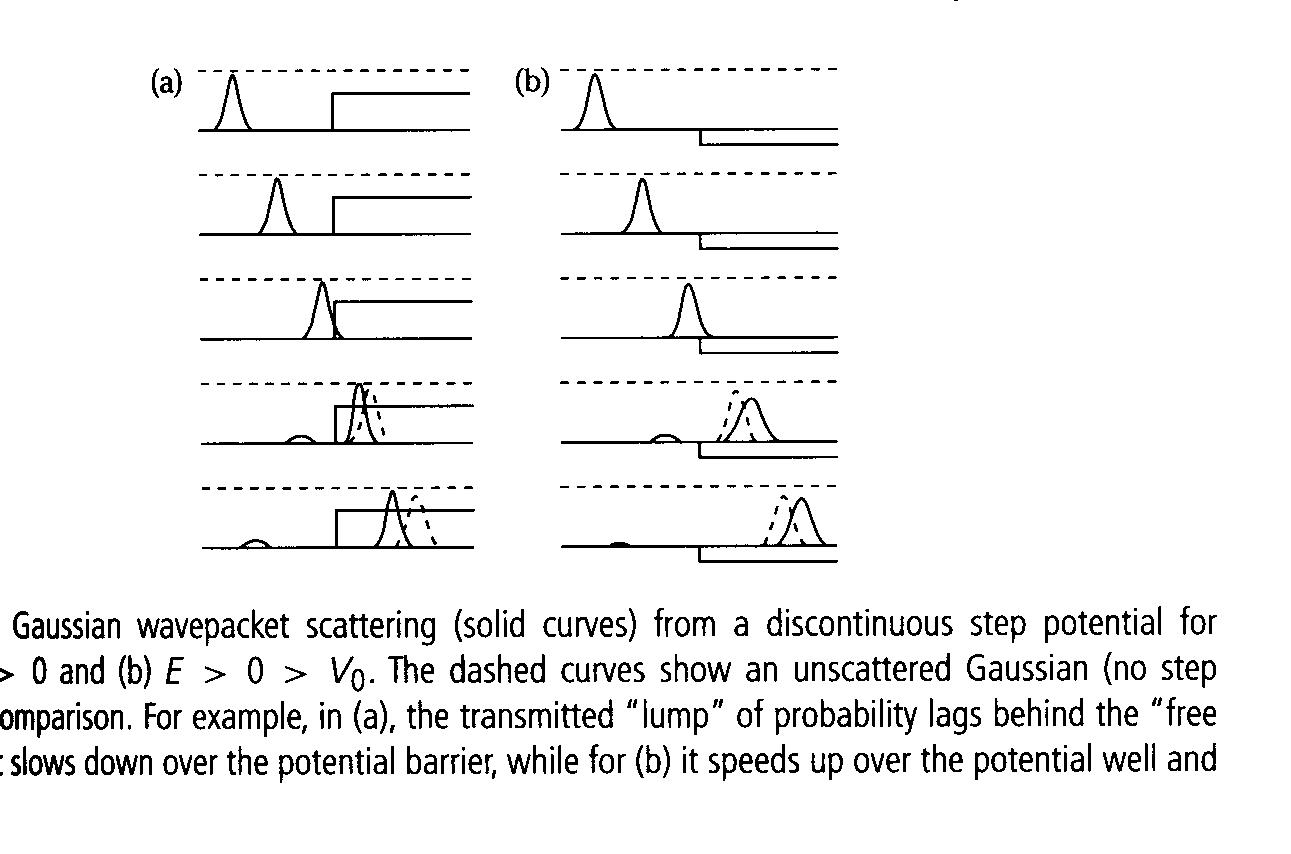 (a) (b)
Gaussian wavepacket scattering (solid curves) from a discontinuous step potential for
> 0 and (b) E > 0 > V₀. The dashed curves show an unscattered Gaussian (no step
omparison. For example, in (a), the transmitted “lump” of probability lags behind the “free
slows down over the potential barrier, while for (b) it speeds up over the potential well and